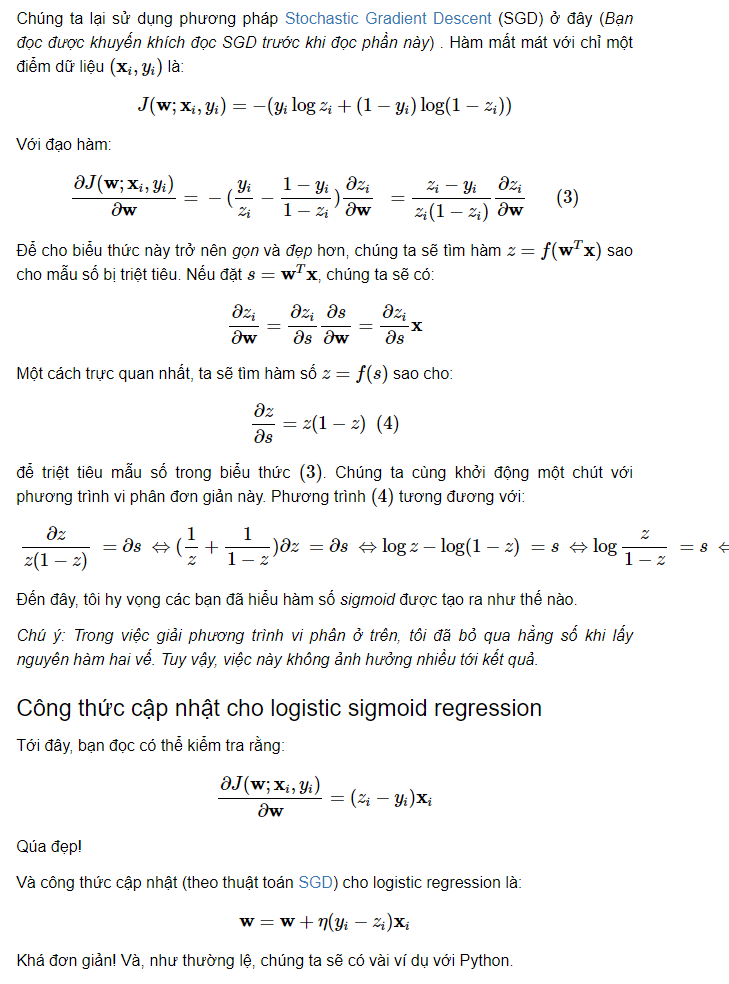 Chúng ta lại sử dụng phương pháp Stochastic Gradient Descent (SGD) ở đây (Bạn
đọc được khuyến khích đọc SGD trước khi đọc phần này) . Hàm mất mát với chỉ một
điểm dữ liệu (𝐱ᵢ, yᵢ) là:
J(𝐰; 𝐱ᵢ, yᵢ) = −(yᵢ log zᵢ + (1 − yᵢ) log(1 − zᵢ))
Với đạo hàm:
∂J(𝐰; 𝐱ᵢ, yᵢ)/∂𝐰 = −(yᵢ/zᵢ − (1 − yᵢ)/(1 − zᵢ)) ∂zᵢ/∂𝐰 = (zᵢ − yᵢ)/(zᵢ(1 − zᵢ)) ∂zᵢ/∂𝐰 (3)
Để cho biểu thức này trở nên gọn và đẹp hơn, chúng ta sẽ tìm hàm z = f(𝐰ᵀ𝐱) sao
cho mẫu số bị triệt tiêu. Nếu đặt s = 𝐰ᵀ𝐱, chúng ta sẽ có:
∂zᵢ/∂𝐰 = ∂zᵢ/∂s ∂s/∂𝐰 = ∂zᵢ/∂s 𝐱
Một cách trực quan nhất, ta sẽ tìm hàm số z = f(s) sao cho:
∂z/∂s = z(1 − z) (4)
để triệt tiêu mẫu số trong biểu thức (3). Chúng ta cùng khởi động một chút với
phương trình vi phân đơn giản này. Phương trình (4) tương đương với:
∂z/(z(1 − z)) = ∂s ⇔ (1/z + 1/(1 − z))∂z = ∂s ⇔ log z − log(1 − z) = s ⇔ log z/(1 − z) = s ⇔
Đến đây, tôi hy vọng các bạn đã hiểu hàm số sigmoid được tạo ra như thế nào.
Chú ý: Trong việc giải phương trình vi phân ở trên, tôi đã bỏ qua hằng số khi lấy
nguyên hàm hai vế. Tuy vậy, việc này không ảnh hưởng nhiều tới kết quả.
Công thức cập nhật cho logistic sigmoid regression
Tới đây, bạn đọc có thể kiểm tra rằng:
∂J(𝐰; 𝐱ᵢ, yᵢ)/∂𝐰 = (zᵢ − yᵢ)𝐱ᵢ
Qúa đẹp!
Và công thức cập nhật (theo thuật toán SGD) cho logistic regression là:
𝐰 = 𝐰 + η(yᵢ − zᵢ)𝐱ᵢ
Khá đơn giản! Và, như thường lệ, chúng ta sẽ có vài ví dụ với Python.